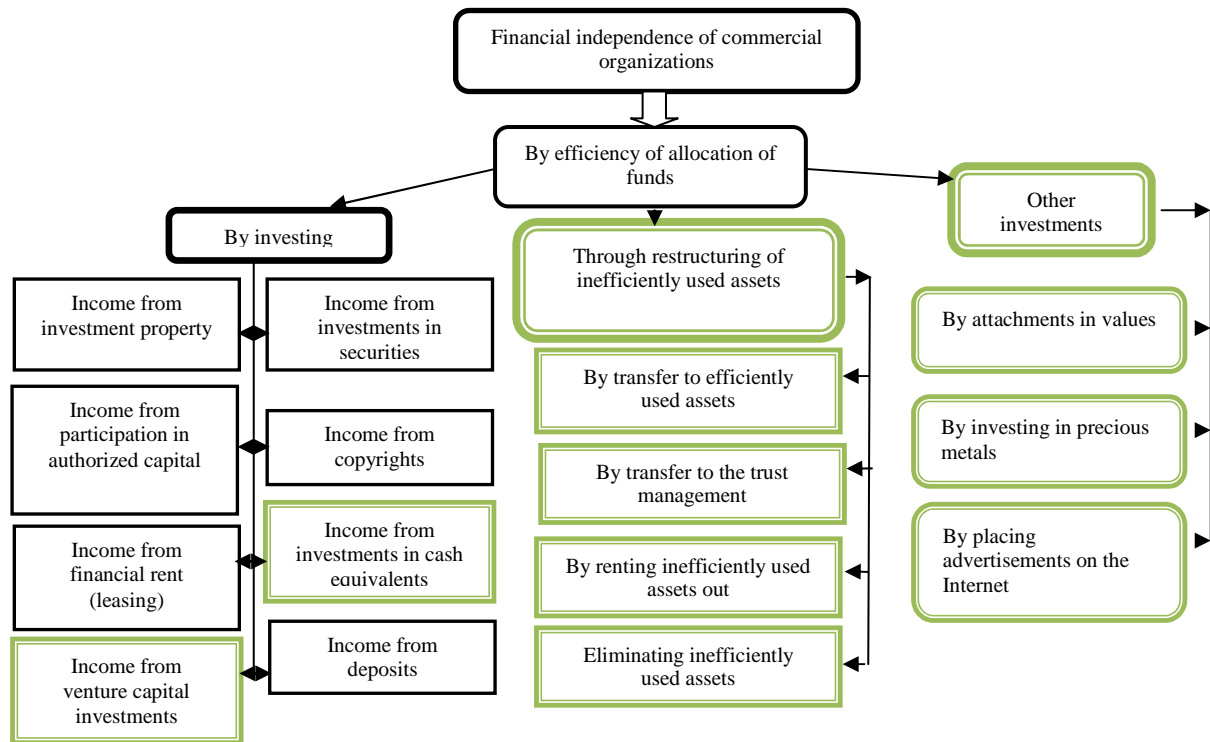 Financial independence of commercial
organizations
By efficiency of allocation of
funds
By investing
Through restructuring of
inefficiently used assets
Other
investments
Income from
investment property
Income from
investments in
securities
Income from
participation in
authorized capital
Income from
copyrights
Income from
financial rent
(leasing)
Income from
investments in cash
equivalents
Income from
venture capital
investments
Income from
deposits
By transfer to efficiently
used assets
By transfer to the trust
management
By renting inefficiently used
assets out
Eliminating inefficiently
used assets
By attachments in values
By investing in precious
metals
By placing
advertisements on the
Internet